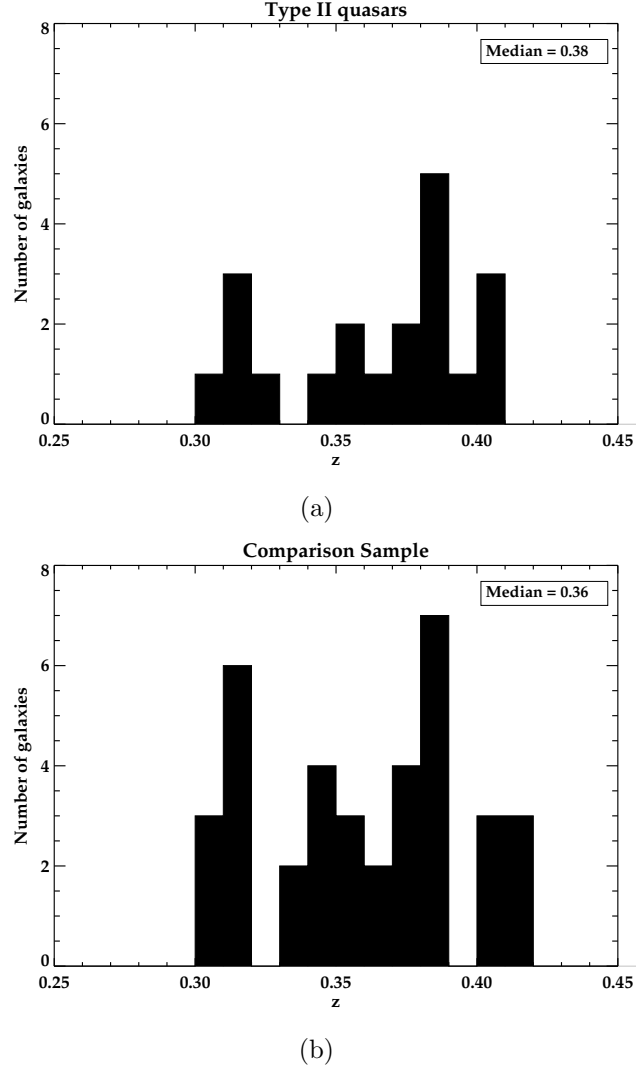 Type II quasars
Median = 0.38
8
6
4
2
0
Number of galaxies
0.25 0.30 0.35 0.40 0.45
z
(a)
Comparison Sample
Median = 0.36
8
6
4
2
0
Number of galaxies
0.25 0.30 0.35 0.40 0.45
z
(b)